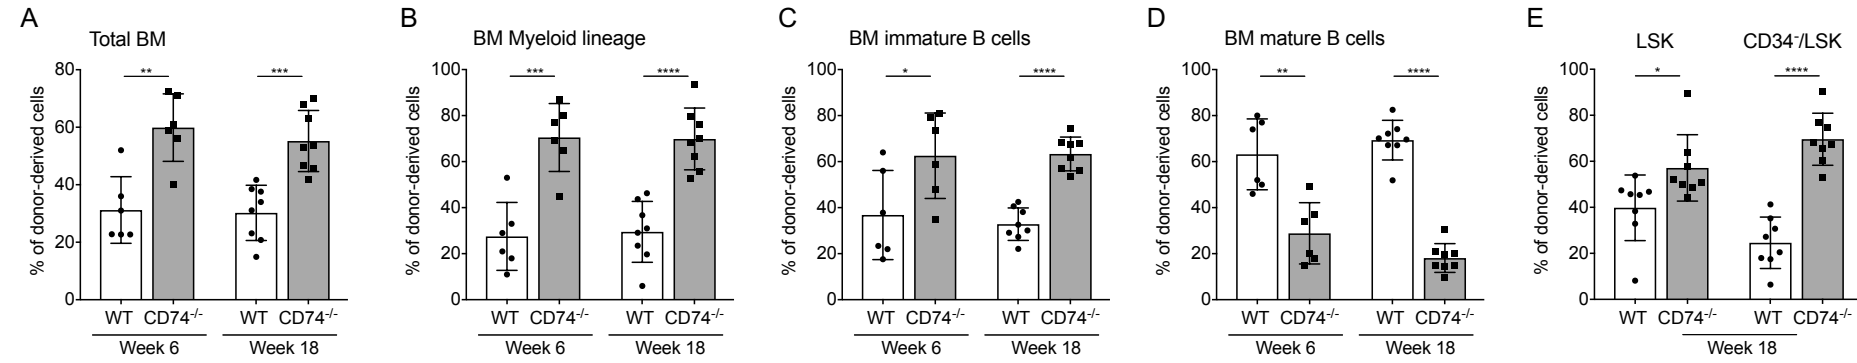 A
Total BM
% of donor-derived cells
80
60
40
20
0
**
***
WT CD74-/- WT CD74-/-
Week 6 Week 18
B
BM Myeloid lineage
% of donor-derived cells
100
80
60
40
20
0
***
****
WT CD74-/- WT CD74-/-
Week 6 Week 18
C
BM immature B cells
% of donor-derived cells
100
80
60
40
20
0
*
****
WT CD74-/- WT CD74-/-
Week 6 Week 18
D
BM mature B cells
% of donor-derived cells
100
80
60
40
20
0
**
****
WT CD74-/- WT CD74-/-
Week 6 Week 18
E
LSK CD34-/LSK
% of donor-derived cells
100
80
60
40
20
0
*
****
WT CD74-/- WT CD74-/-
Week 18